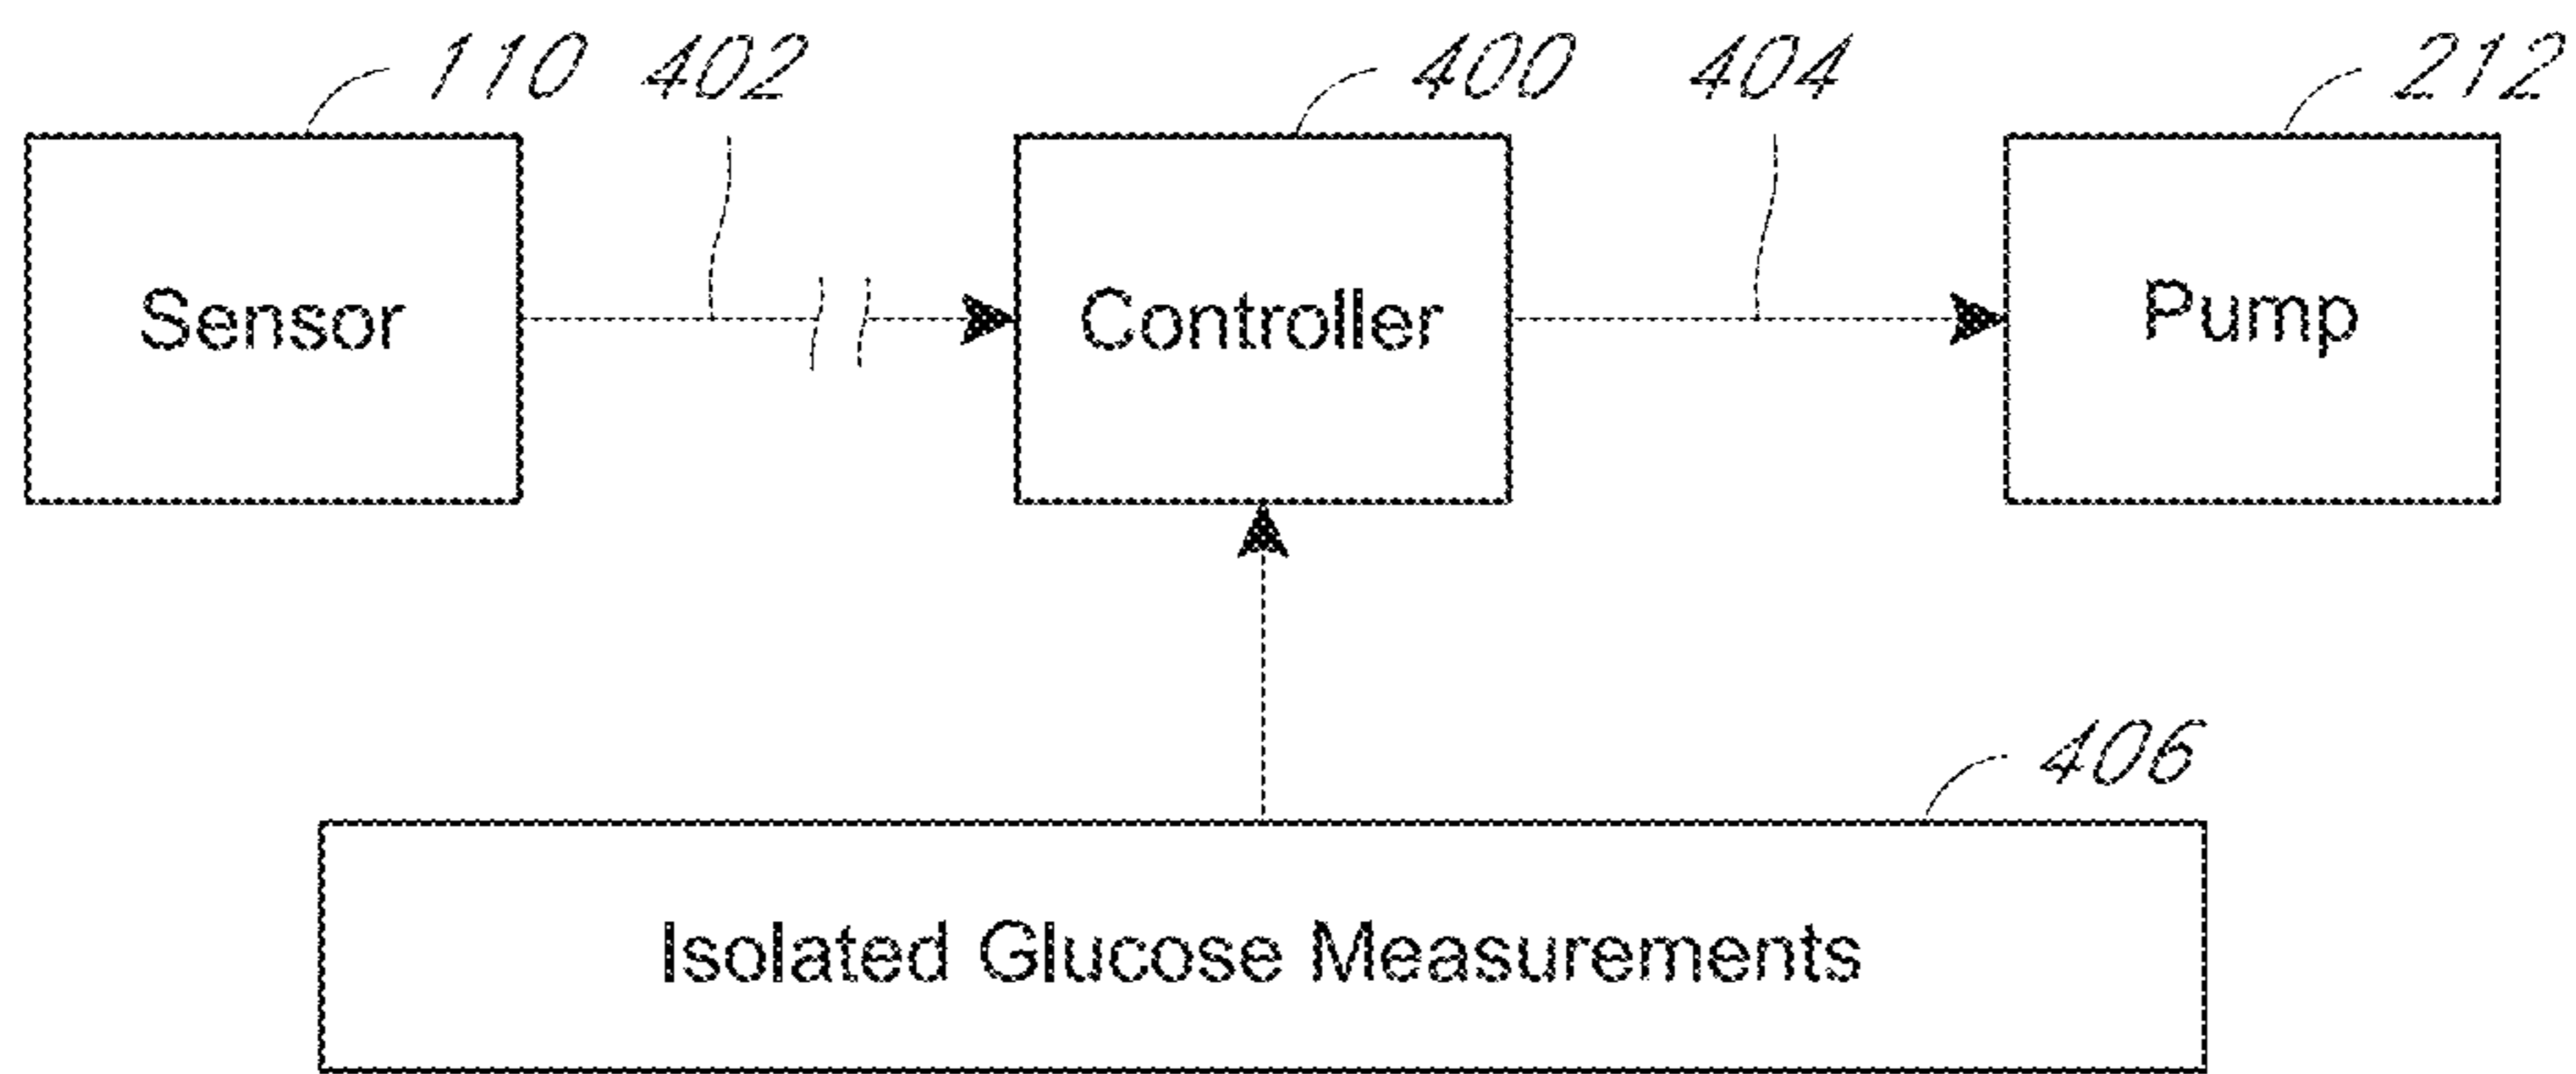 110 402 400 404 212
Sensor Controller Pump
406
Isolated Glucose Measurements